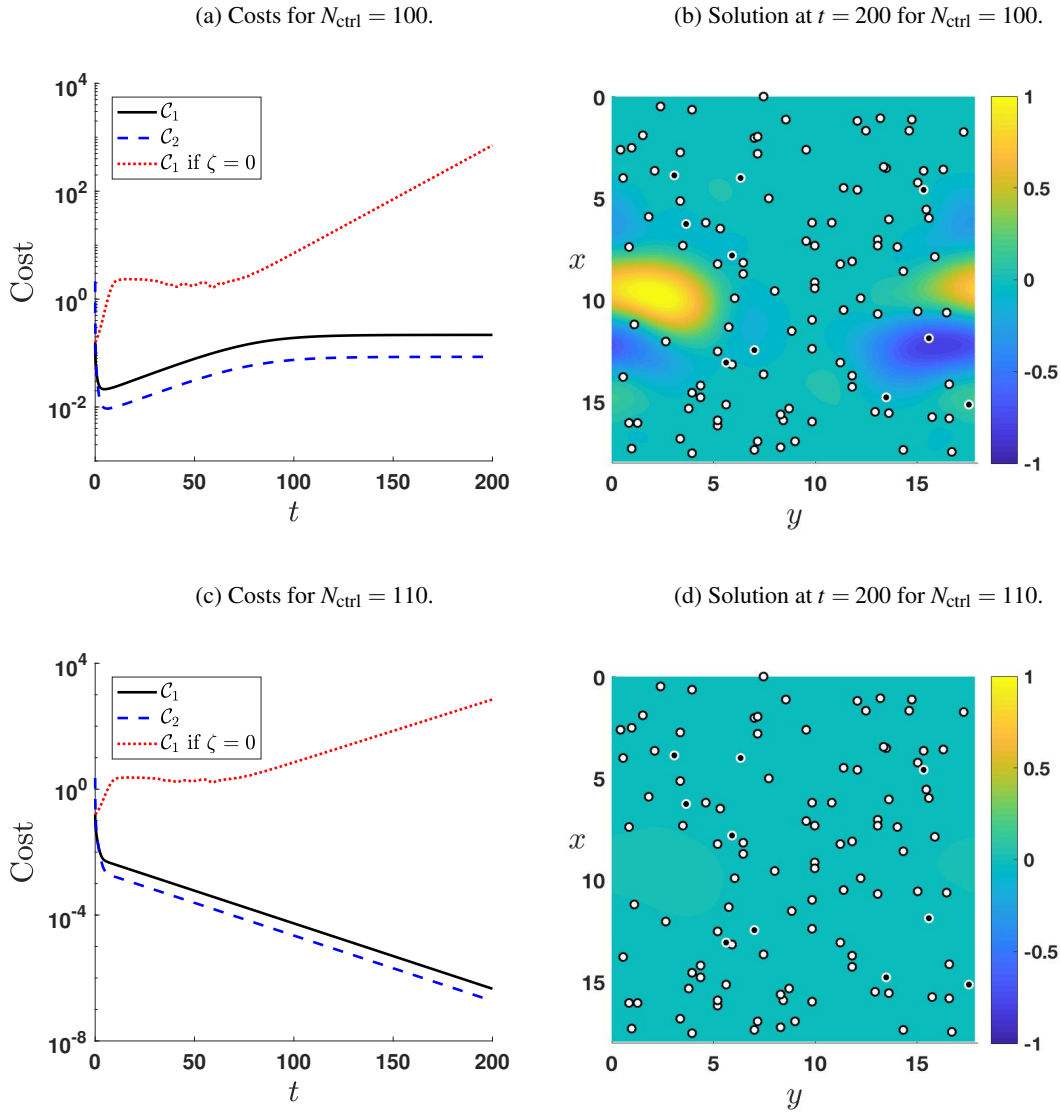 (a) Costs for N_ctrl = 100.
10^4
10^2
10^0
10^-2
Cost
C_1
C_2
C_1 if ζ = 0
0 50 100 150 200
t
(b) Solution at t = 200 for N_ctrl = 100.
0
5
10
15
x
0 5 10 15
y
1
0.5
0
-0.5
-1
(c) Costs for N_ctrl = 110.
10^4
10^0
10^-4
10^-8
Cost
C_1
C_2
C_1 if ζ = 0
0 50 100 150 200
t
(d) Solution at t = 200 for N_ctrl = 110.
0
5
10
15
x
0 5 10 15
y
1
0.5
0
-0.5
-1